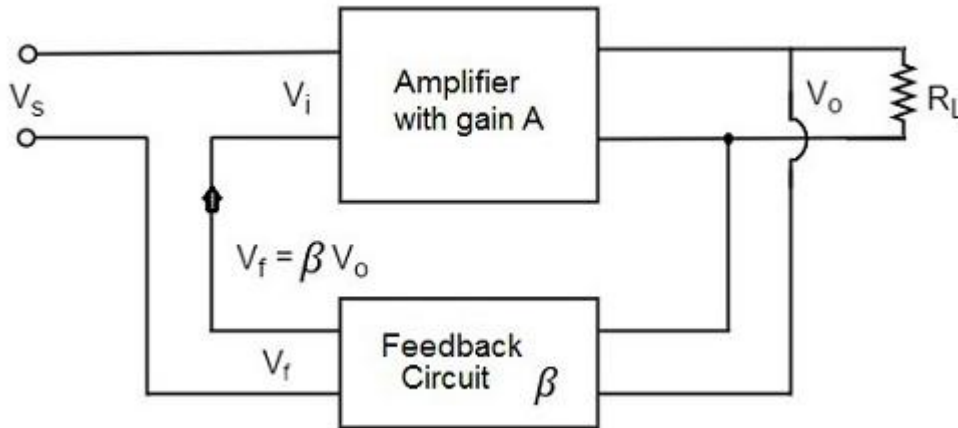 Amplifier
with gain A
Vs
Vi
Vo
RL
Vf = β Vo
Vf
Feedback
Circuit β